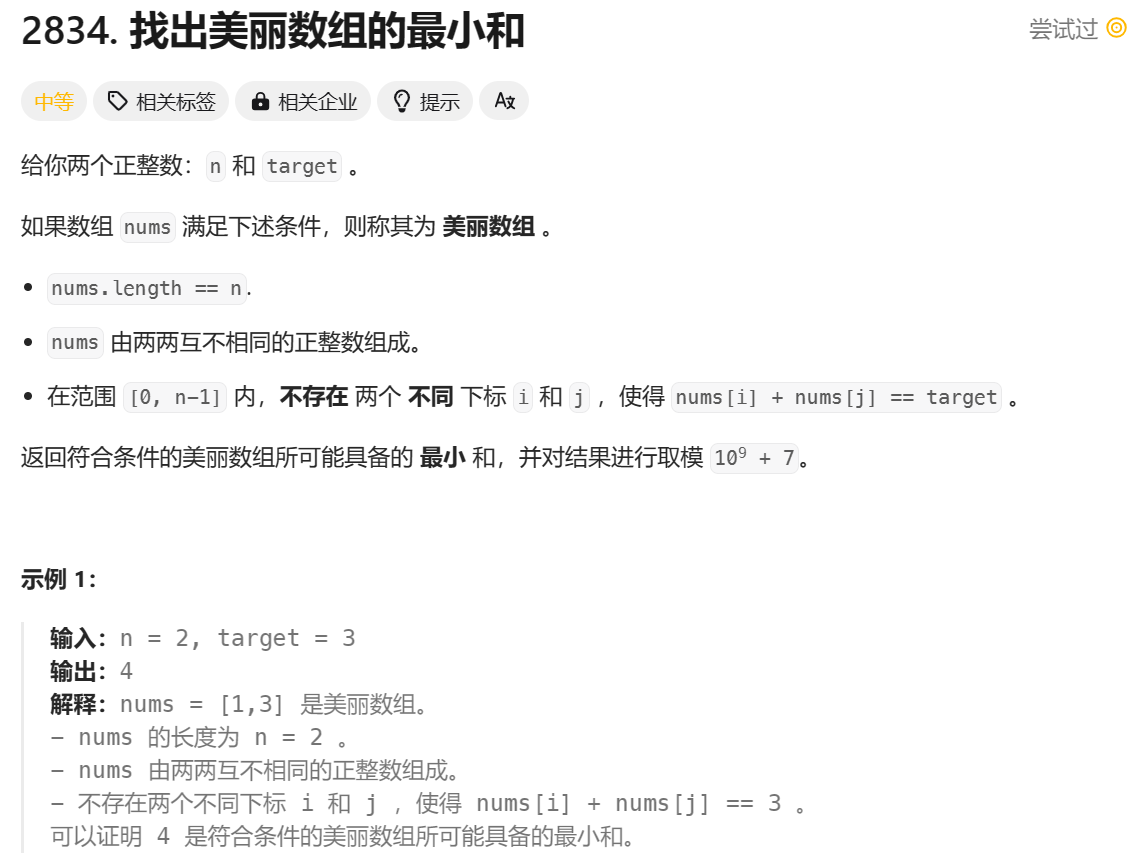 2834. 找出美丽数组的最小和
尝试过
中等 相关标签 相关企业 提示 Aあ
给你两个正整数：n 和 target 。
如果数组 nums 满足下述条件，则称其为 美丽数组 。
• nums.length == n.
• nums 由两两互不相同的正整数组成。
• 在范围 [0, n-1] 内，不存在 两个 不同 下标 i 和 j ，使得 nums[i] + nums[j] == target 。
返回符合条件的美丽数组所可能具备的 最小 和，并对结果进行取模 10⁹ + 7。
示例 1：
输入：n = 2, target = 3
输出：4
解释：nums = [1,3] 是美丽数组。
- nums 的长度为 n = 2 。
- nums 由两两互不相同的正整数组成。
- 不存在两个不同下标 i 和 j ，使得 nums[i] + nums[j] == 3 。
可以证明 4 是符合条件的美丽数组所可能具备的最小和。